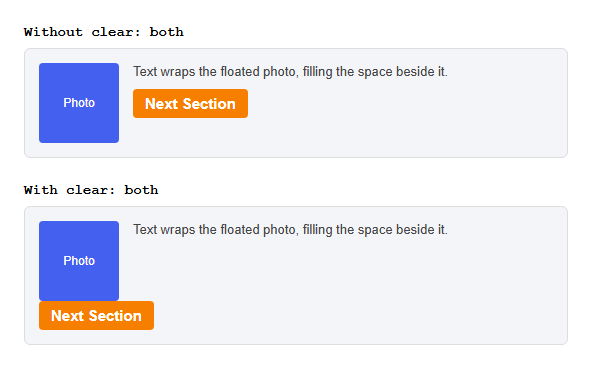 Without clear: both
Photo
Text wraps the floated photo, filling the space beside it.
Next Section
With clear: both
Photo
Text wraps the floated photo, filling the space beside it.
Next Section